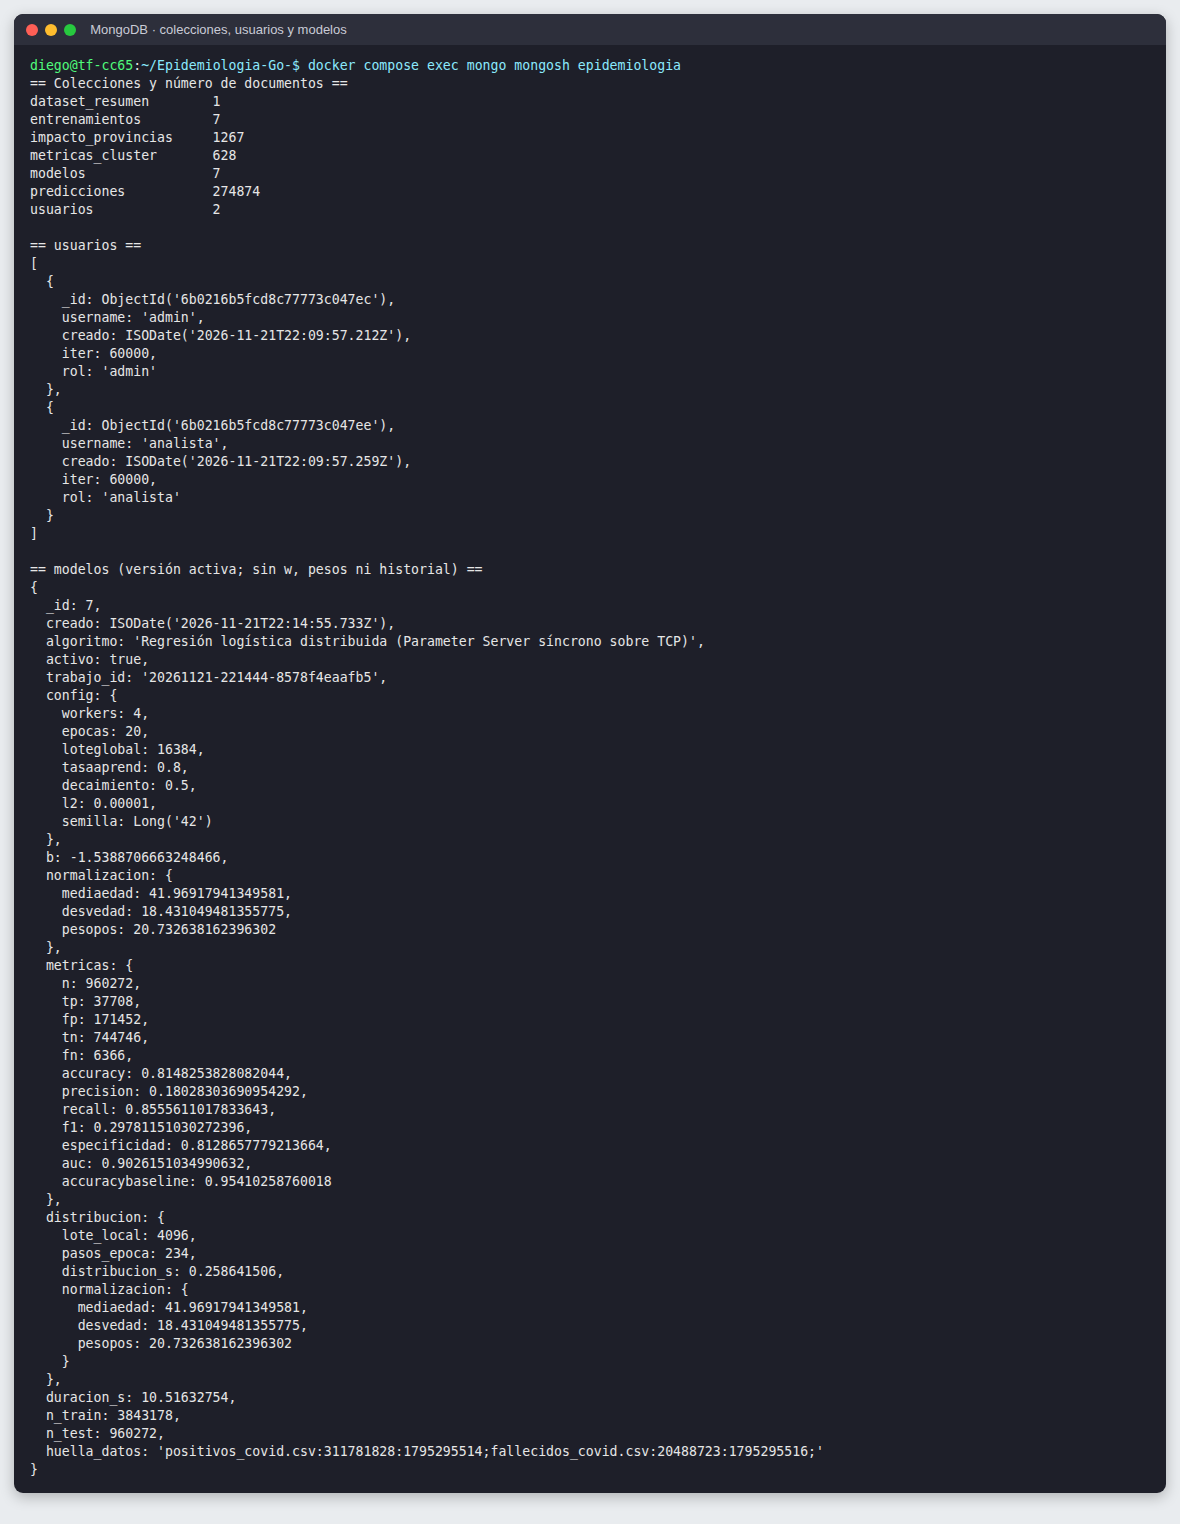 MongoDB · colecciones, usuarios y modelos
diego@tf-cc65:~/Epidemiologia-Go-$ docker compose exec mongo mongosh epidemiologia
== Colecciones y número de documentos ==
dataset_resumen        1
entrenamientos         7
impacto_provincias     1267
metricas_cluster       628
modelos                7
predicciones           274874
usuarios               2
== usuarios ==
[
  {
    _id: ObjectId('6b0216b5fcd8c77773c047ec'),
    username: 'admin',
    creado: ISODate('2026-11-21T22:09:57.212Z'),
    iter: 60000,
    rol: 'admin'
  },
  {
    _id: ObjectId('6b0216b5fcd8c77773c047ee'),
    username: 'analista',
    creado: ISODate('2026-11-21T22:09:57.259Z'),
    iter: 60000,
    rol: 'analista'
  }
]
== modelos (versión activa; sin w, pesos ni historial) ==
{
  _id: 7,
  creado: ISODate('2026-11-21T22:14:55.733Z'),
  algoritmo: 'Regresión logística distribuida (Parameter Server síncrono sobre TCP)',
  activo: true,
  trabajo_id: '20261121-221444-8578f4eaafb5',
  config: {
    workers: 4,
    epocas: 20,
    loteglobal: 16384,
    tasaaprend: 0.8,
    decaimiento: 0.5,
    l2: 0.00001,
    semilla: Long('42')
  },
  b: -1.5388706663248466,
  normalizacion: {
    mediaedad: 41.96917941349581,
    desvedad: 18.431049481355775,
    pesopos: 20.732638162396302
  },
  metricas: {
    n: 960272,
    tp: 37708,
    fp: 171452,
    tn: 744746,
    fn: 6366,
    accuracy: 0.8148253828082044,
    precision: 0.18028303690954292,
    recall: 0.8555611017833643,
    f1: 0.29781151030272396,
    especificidad: 0.8128657779213664,
    auc: 0.9026151034990632,
    accuracybaseline: 0.95410258760018
  },
  distribucion: {
    lote_local: 4096,
    pasos_epoca: 234,
    distribucion_s: 0.258641506,
    normalizacion: {
      mediaedad: 41.96917941349581,
      desvedad: 18.431049481355775,
      pesopos: 20.732638162396302
    }
  },
  duracion_s: 10.51632754,
  n_train: 3843178,
  n_test: 960272,
  huella_datos: 'positivos_covid.csv:311781828:1795295514;fallecidos_covid.csv:20488723:1795295516;'
}